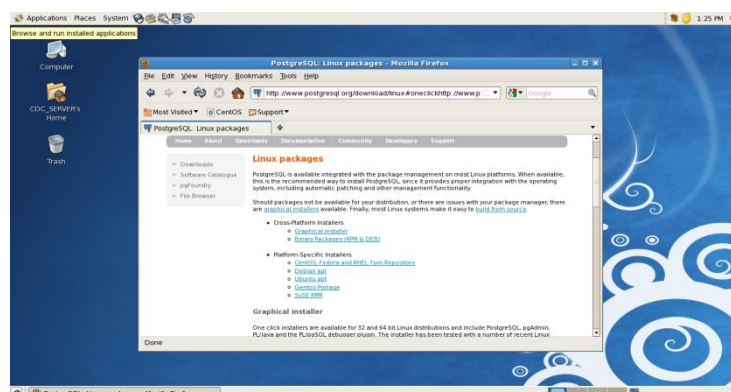 Applications Places System
1:25 PM
Browse and run installed applications
Computer
CDC_SERVER's
Home
Trash
PostgreSQL: Linux packages - Mozilla Firefox
File Edit View History Bookmarks Tools Help
http://www.postgresql.org/download/linux#oneclickhttp://www.p
Google
Most Visited CentOS Support
PostgreSQL: Linux packages
Home About Downloads Documentation Community Developers Support
Downloads
Software Catalogue
pgFoundry
File Browser
Linux packages
PostgreSQL is available integrated with the package management on most Linux platforms. When available,
this is the recommended way to install PostgreSQL, since it provides proper integration with the operating
system, including automatic patching and other management functionality.
Should packages not be available for your distribution, or there are issues with your package manager, there
are graphical installers available. Finally, most Linux systems make it easy to build from source.
Cross-Platform Installers
Graphical installer
Binary Packages (RPM & DEB)
Platform-Specific Installers
CentOS, Fedora and RHEL Yum Repository
Debian apt
Ubuntu apt
Gentoo Portage
SuSE RPM
Graphical installer
One click installers are available for 32 and 64 bit Linux distributions and include PostgreSQL, pgAdmin,
PL/Java and the PL/pgSQL debugger plugin. The installer has been tested with a number of recent Linux
Done